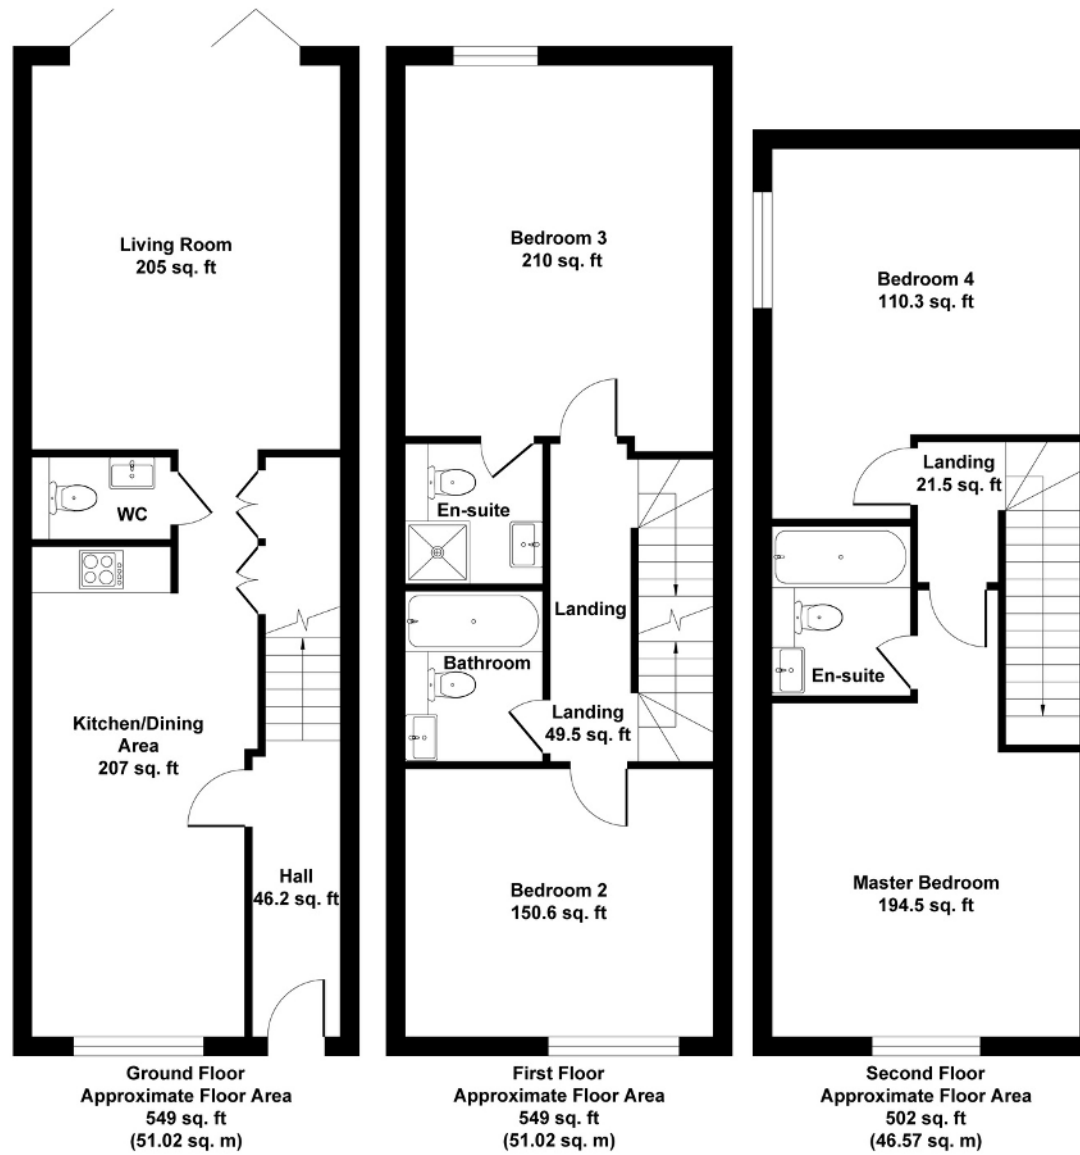 Living Room
205 sq. ft
WC
Kitchen/Dining
Area
207 sq. ft
Hall
46.2 sq. ft
Ground Floor
Approximate Floor Area
549 sq. ft
(51.02 sq. m)
Bedroom 3
210 sq. ft
En-suite
Landing
Bathroom
Landing
49.5 sq. ft
Bedroom 2
150.6 sq. ft
First Floor
Approximate Floor Area
549 sq. ft
(51.02 sq. m)
Bedroom 4
110.3 sq. ft
Landing
21.5 sq. ft
En-suite
Master Bedroom
194.5 sq. ft
Second Floor
Approximate Floor Area
502 sq. ft
(46.57 sq. m)